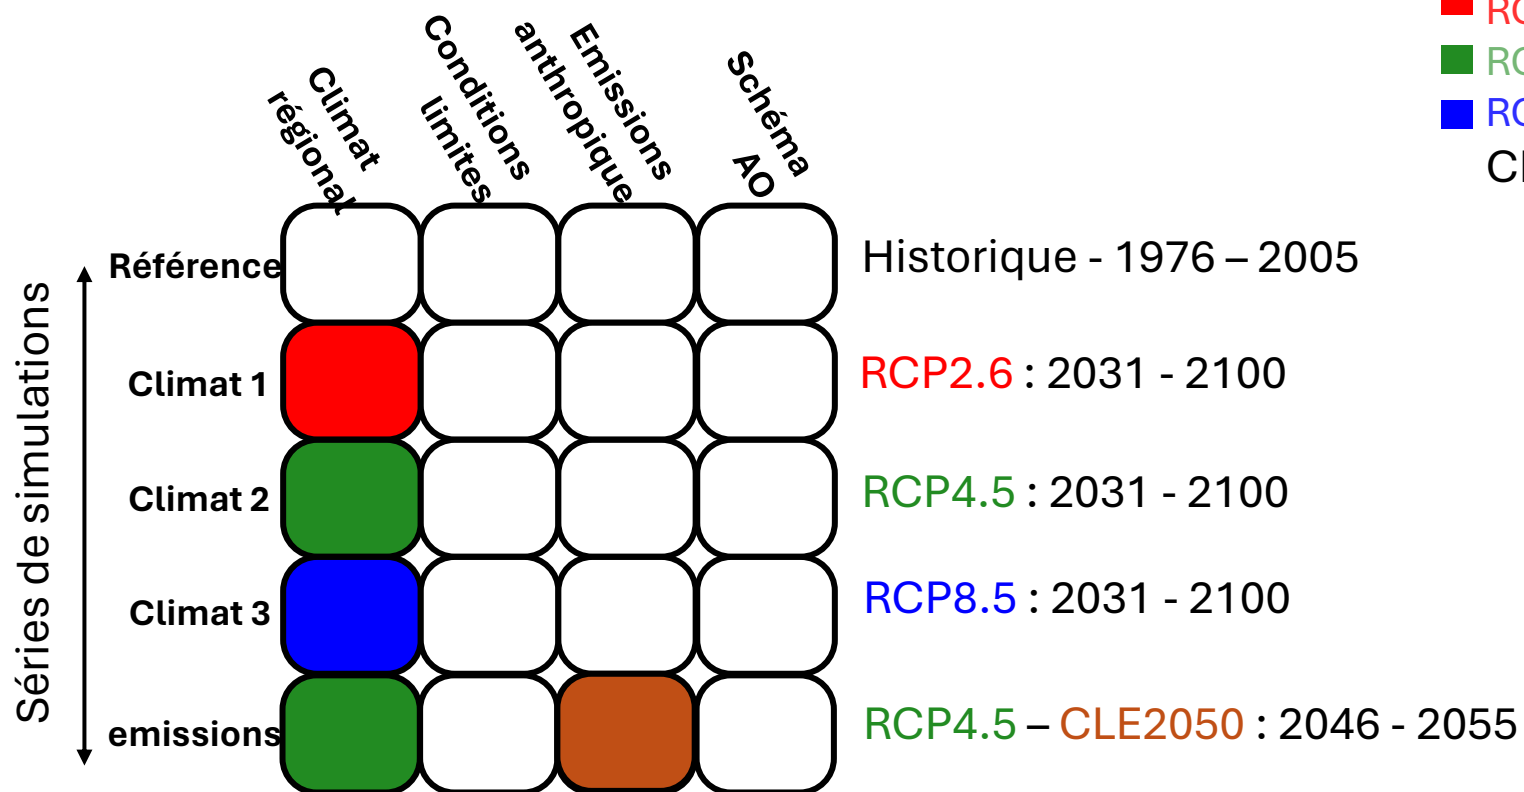 Climat
régional
Conditions
limites
Emissions
anthropique
Schéma
AO
Séries de simulations
Référence
Historique - 1976 – 2005
Climat 1
RCP2.6 : 2031 - 2100
Climat 2
RCP4.5 : 2031 - 2100
Climat 3
RCP8.5 : 2031 - 2100
emissions
RCP4.5 – CLE2050 : 2046 - 2055